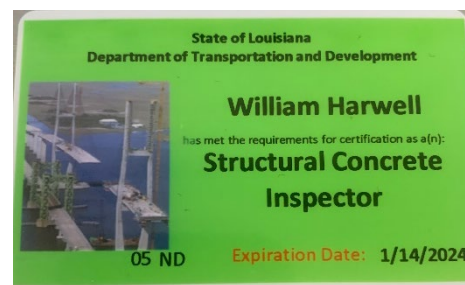 State of Louisiana
Department of Transportation and Development
William Harwell
has met the requirements for certification as a(n):
Structural Concrete
Inspector
05 ND
Expiration Date: 1/14/2024